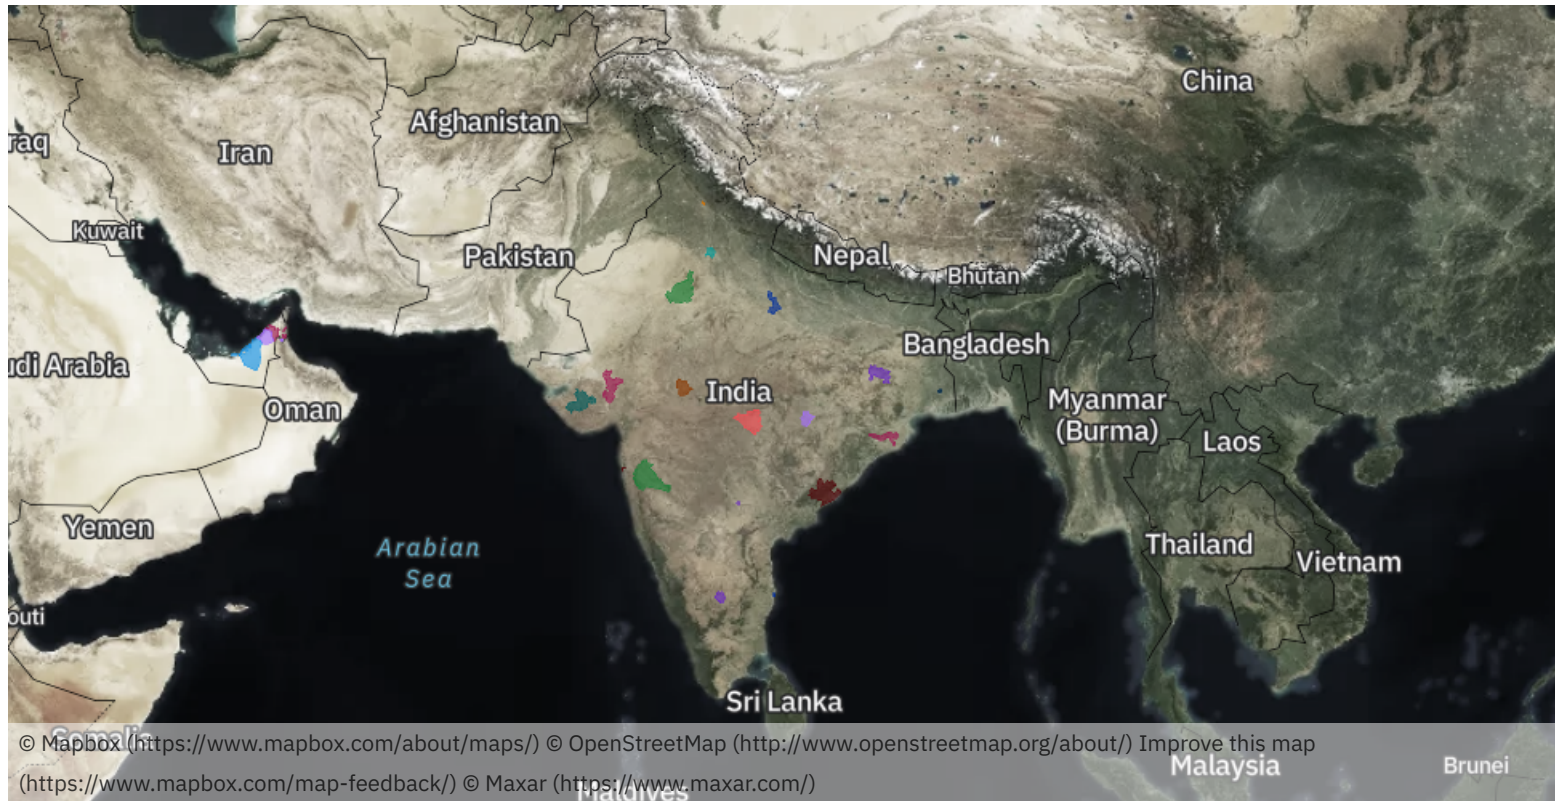 China
Afghanistan
raq
Iran
Kuwait
Pakistan
Nepal
Bhutan
Bangladesh
udi Arabia
India
Myanmar
(Burma)
Oman
Laos
Yemen
Arabian
Sea
Thailand
Vietnam
outi
Sri Lanka
Somalia
© Mapbox (https://www.mapbox.com/about/maps/) © OpenStreetMap (http://www.openstreetmap.org/about/) Improve this map
(https://www.mapbox.com/map-feedback/) © Maxar (https://www.maxar.com/)
Malaysia
Brunei
Maldives